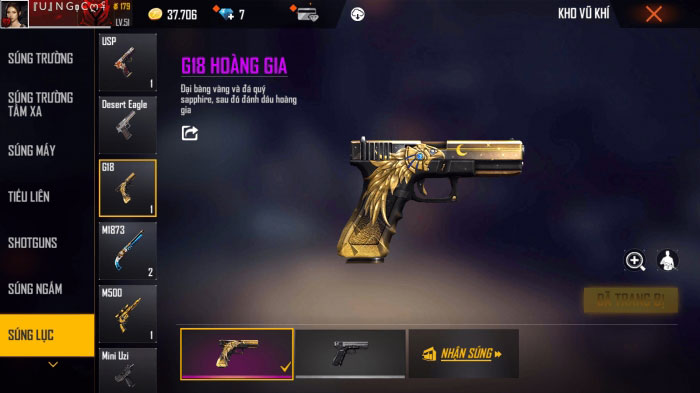 179
LV.51
37.706
7
KHO VŨ KHÍ
SÚNG TRƯỜNG
SÚNG TRƯỜNG
TẦM XA
SÚNG MÁY
TIỂU LIÊN
SHOTGUNS
SÚNG NGẮM
SÚNG LỤC
USP
1
Desert Eagle
G18
1
M1873
2
M500
1
Mini Uzi
G18 HOÀNG GIA
Đại bàng vàng và đá quý
sapphire, sau đó đánh dấu hoàng
gia
ĐÃ TRANG BỊ
NHẬN SÚNG